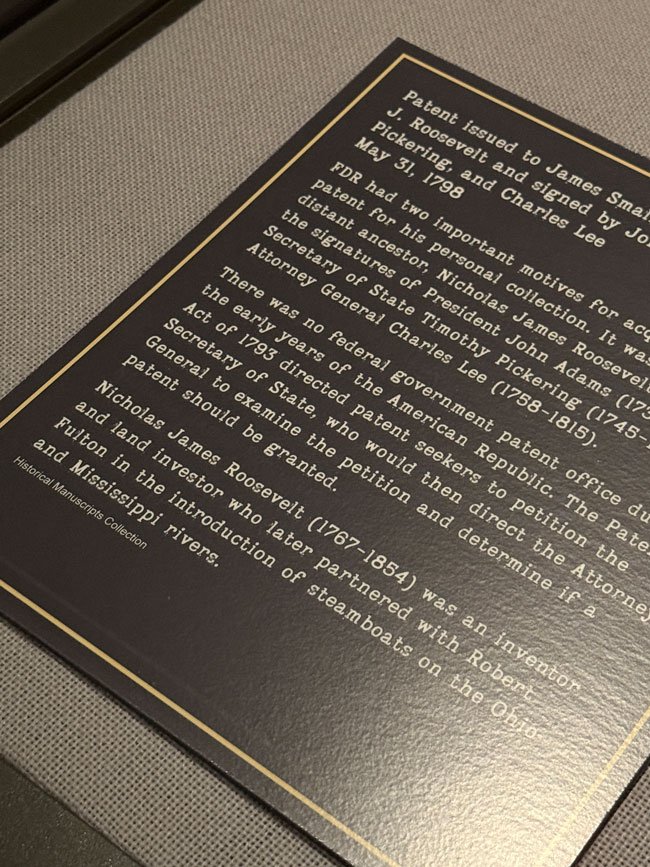 Patent issued to James Smal
J. Roosevelt and signed by Jo
Pickering, and Charles Lee
May 31, 1798
FDR had two important motives for acq
patent for his personal collection. It was
distant ancestor, Nicholas James Roosevelt
the signatures of President John Adams (173
Secretary of State Timothy Pickering (1745-
Attorney General Charles Lee (1758-1815).
There was no federal government patent office du
the early years of the American Republic. The Pate
Act of 1793 directed patent seekers to petition the
Secretary of State, who would then direct the Attorney
General to examine the petition and determine if a
patent should be granted.
Nicholas James Roosevelt (1767-1854) was an inventor
and land investor who later partnered with Robert
Fulton in the introduction of steamboats on the Ohio
and Mississippi rivers.
Historical Manuscripts Collection